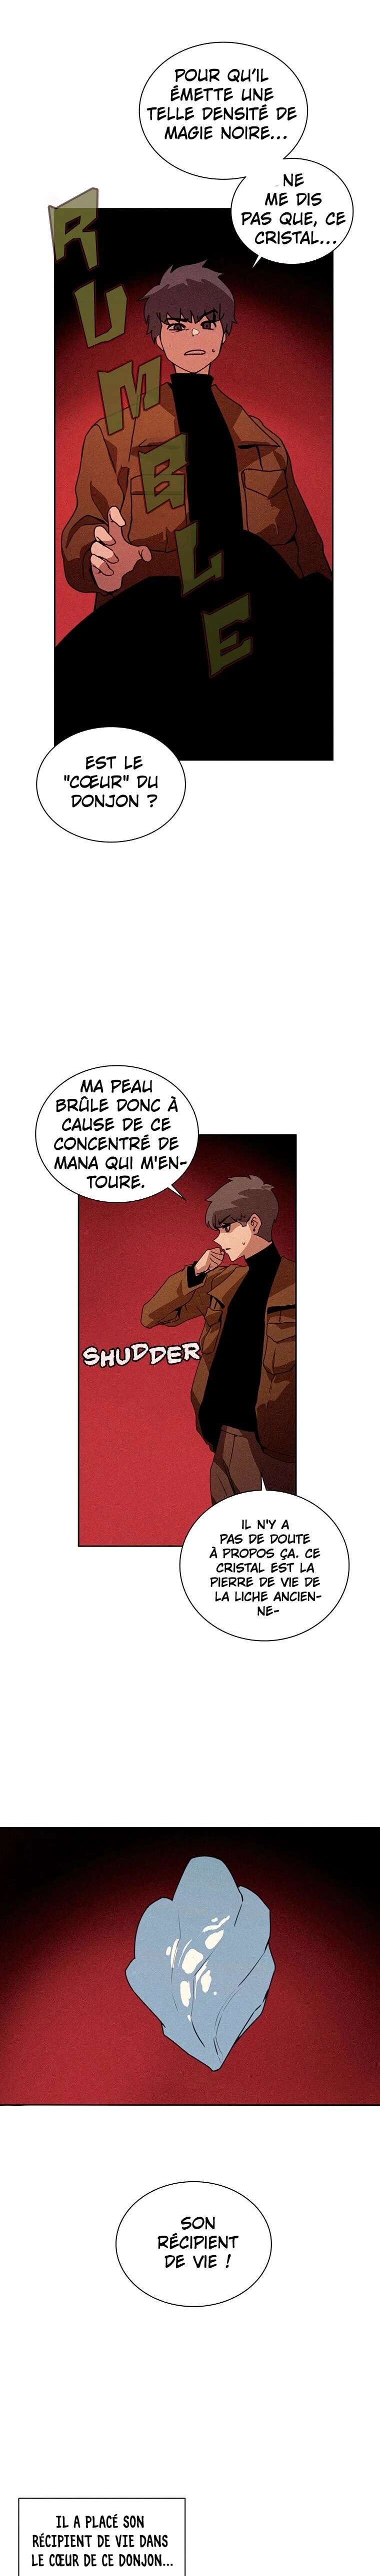 POUR QU'IL
ÉMETTE UNE
TELLE DENSITÉ DE
MAGIE NOIRE...
NE
ME DIS
PAS QUE, CE
CRISTAL...
RUMBLE
EST LE
"CŒUR" DU
DONJON ?
MA PEAU
BRÛLE DONC À
CAUSE DE CE
CONCENTRÉ DE
MANA QUI M'EN-
TOURE.
SHUDDER
IL N'Y A
PAS DE DOUTE
À PROPOS ÇA. CE
CRISTAL EST LA
PIERRE DE VIE DE
LA LICHE ANCIEN-
NE-
SON
RÉCIPIENT
DE VIE !
IL A PLACÉ SON
RÉCIPIENT DE VIE DANS
LE CŒUR DE CE DONJON...